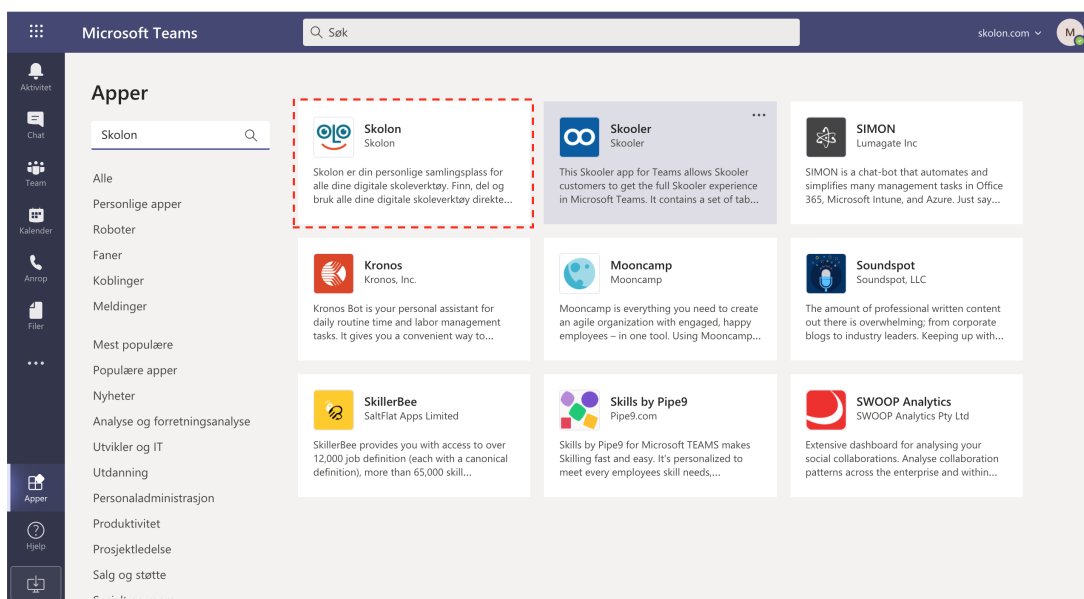 Microsoft Teams
Søk
skolon.com
M
Aktivitet
Chat
Team
Kalender
Anrop
Filer
Apper
Hjelp
Apper
Skolon
Alle
Personlige apper
Roboter
Faner
Koblinger
Meldinger
Mest populære
Populære apper
Nyheter
Analyse og forretningsanalyse
Utvikler og IT
Utdanning
Personaladministrasjon
Produktivitet
Prosjektledelse
Salg og støtte
Skolon
Skolon
Skolon er din personlige samlingsplass for
alle dine digitale skoleverktøy. Finn, del og
bruk alle dine digitale skoleverktøy direkte...
Skooler
Skooler
This Skooler app for Teams allows Skooler
customers to get the full Skooler experience
in Microsoft Teams. It contains a set of tab...
SIMON
Lumagate Inc
SIMON is a chat-bot that automates and
simplifies many management tasks in Office
365, Microsoft Intune, and Azure. Just say...
Kronos
Kronos, Inc.
Kronos Bot is your personal assistant for
daily routine time and labor management
tasks. It gives you a convenient way to...
Mooncamp
Mooncamp
Mooncamp is everything you need to create
an agile organization with engaged, happy
employees – in one tool. Using Mooncamp...
Soundspot
Soundspot, LLC
The amount of professional written content
out there is overwhelming; from corporate
blogs to industry leaders. Keeping up with...
SkillerBee
SaltFlat Apps Limited
SkillerBee provides you with access to over
12,000 job definition (each with a canonical
definition), more than 65,000 skill...
Skills by Pipe9
Pipe9.com
Skills by Pipe9 for Microsoft TEAMS makes
Skilling fast and easy. It's personalized to
meet every employees skill needs,...
SWOOP Analytics
SWOOP Analytics Pty Ltd
Extensive dashboard for analysing your
social collaborations. Analyse collaboration
patterns across the enterprise and within...